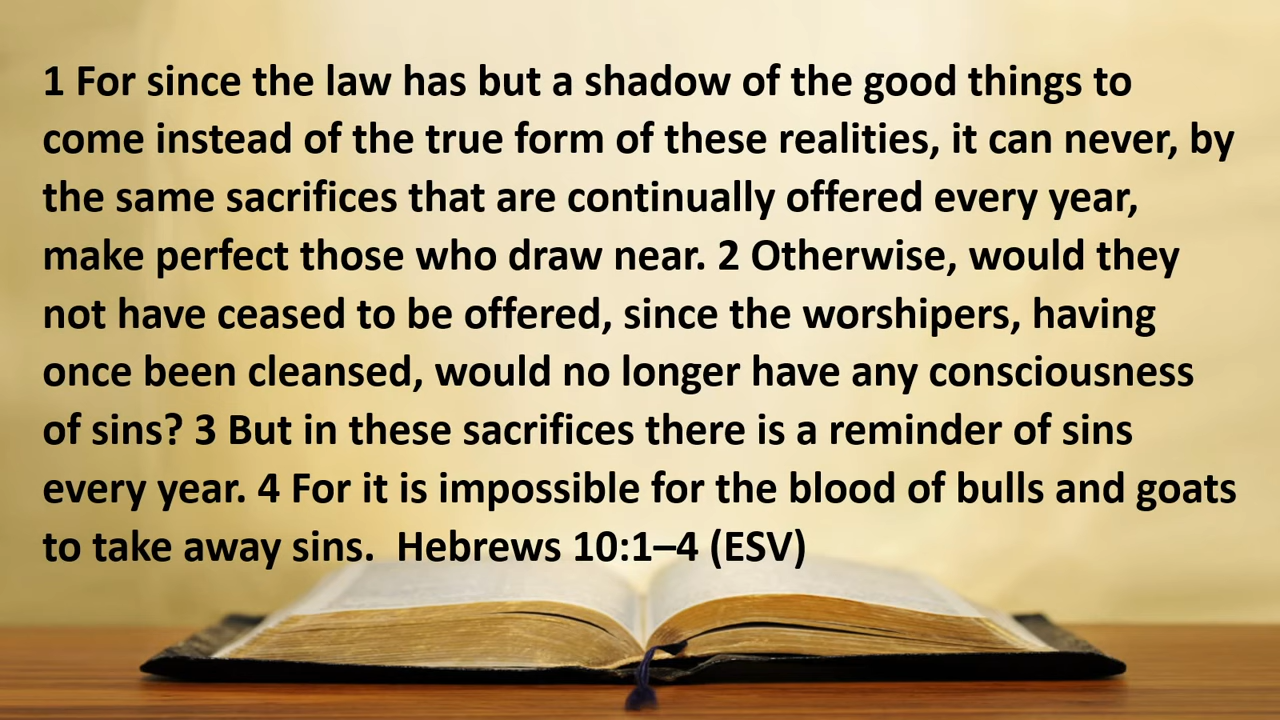 1 For since the law has but a shadow of the good things to
come instead of the true form of these realities, it can never, by
the same sacrifices that are continually offered every year,
make perfect those who draw near. 2 Otherwise, would they
not have ceased to be offered, since the worshipers, having
once been cleansed, would no longer have any consciousness
of sins? 3 But in these sacrifices there is a reminder of sins
every year. 4 For it is impossible for the blood of bulls and goats
to take away sins.  Hebrews 10:1–4 (ESV)